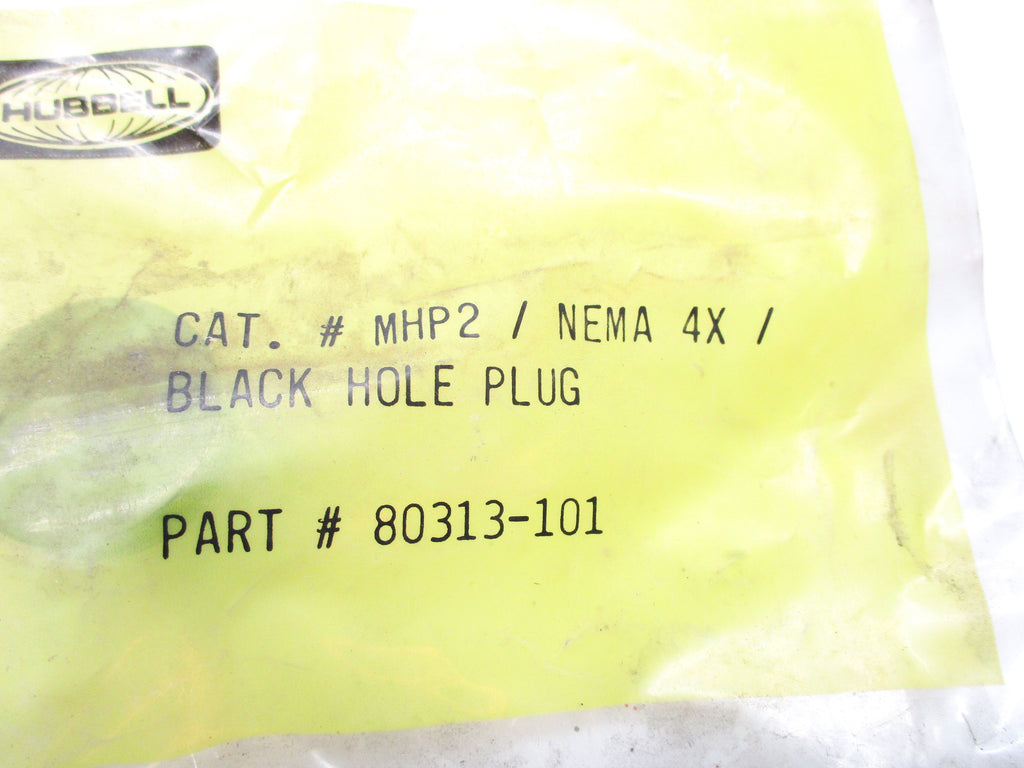 HUBBELL
CAT. # MHP2 / NEMA 4X /
BLACK HOLE PLUG
PART # 80313-101